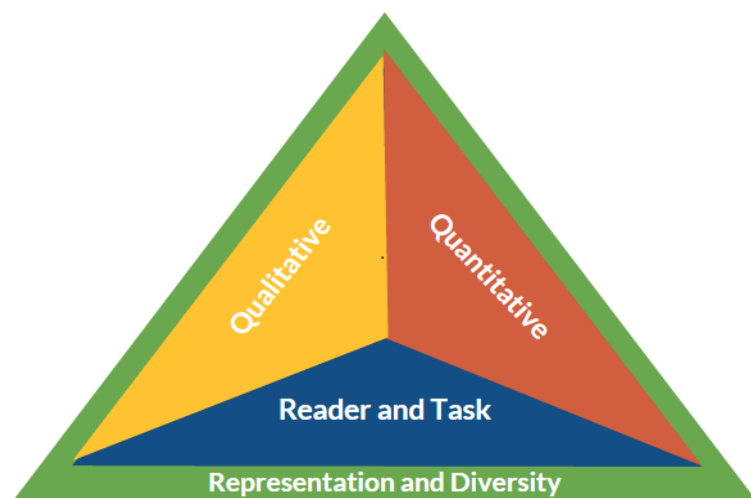 Qualitative
Quantitative
Reader and Task
Representation and Diversity